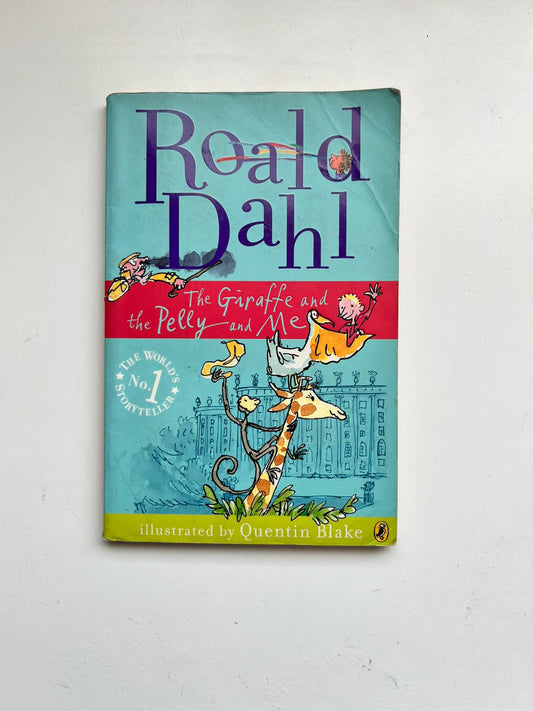 Roald
Dahl
The Giraffe and
the Pelly and Me
THE WORLD'S
No.1
STORYTELLER
illustrated by Quentin Blake